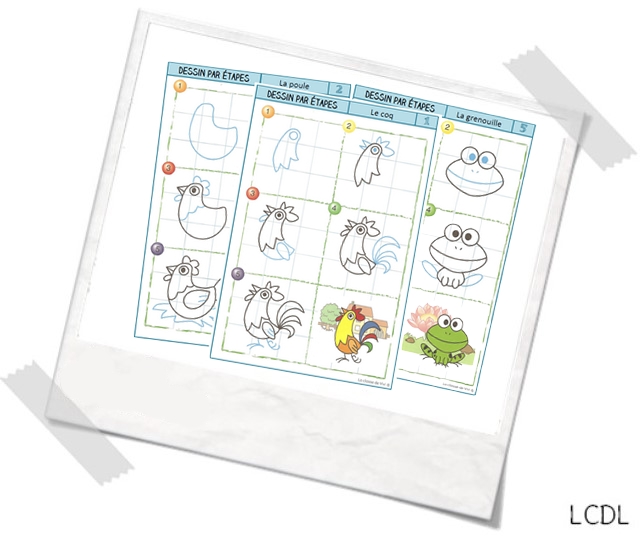 DESSIN PAR ÉTAPES
La poule
2
1
3
5
DESSIN PAR ÉTAPES
Le coq
1
1
2
3
4
5
DESSIN PAR ÉTAPES
La grenouille
5
2
4
LCDL